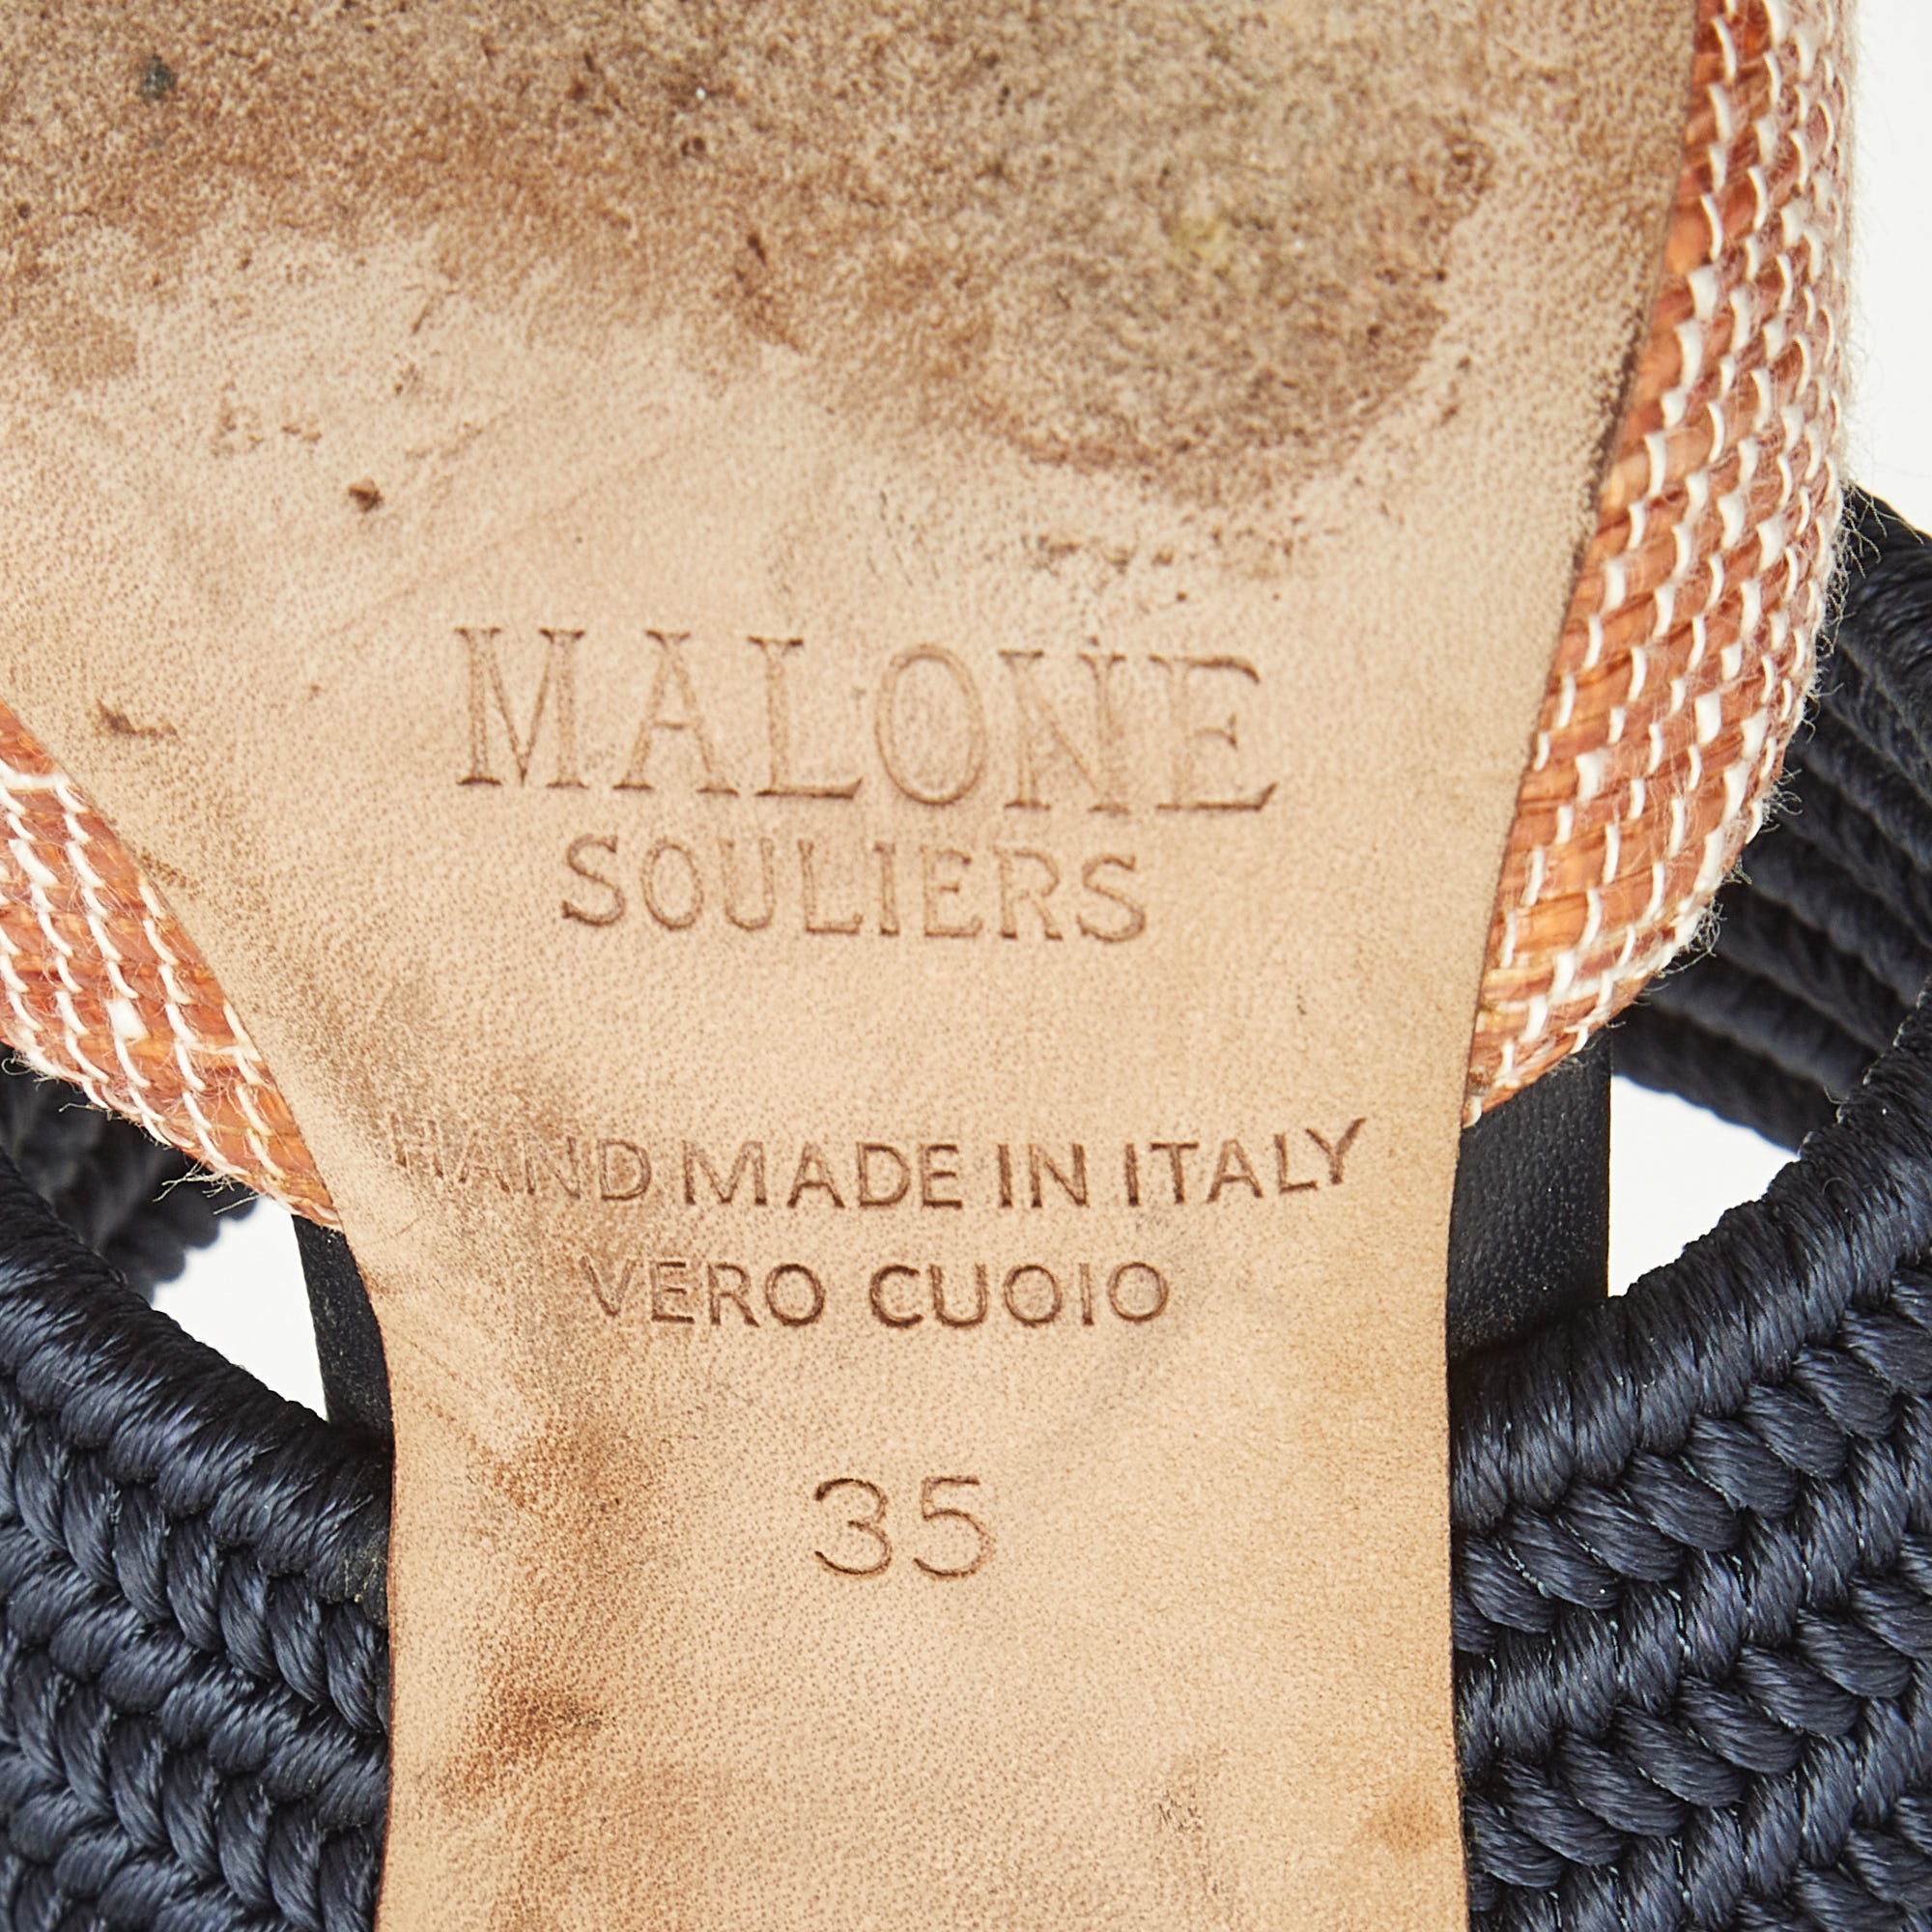 MALONE
SOULIERS
HAND MADE IN ITALY
VERO CUOIO
35